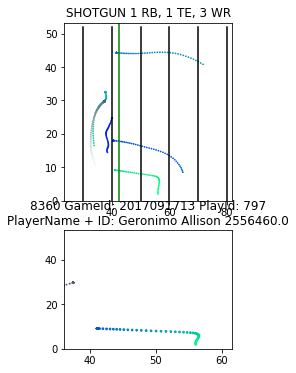 SHOTGUN 1 RB, 1 TE, 3 WR
50
40
30
20
10
0
40 60 80
8360 GameId: 2017091713 PlayId: 797
PlayerName + ID: Geronimo Allison 2556460.0
40
20
0
40 50 60